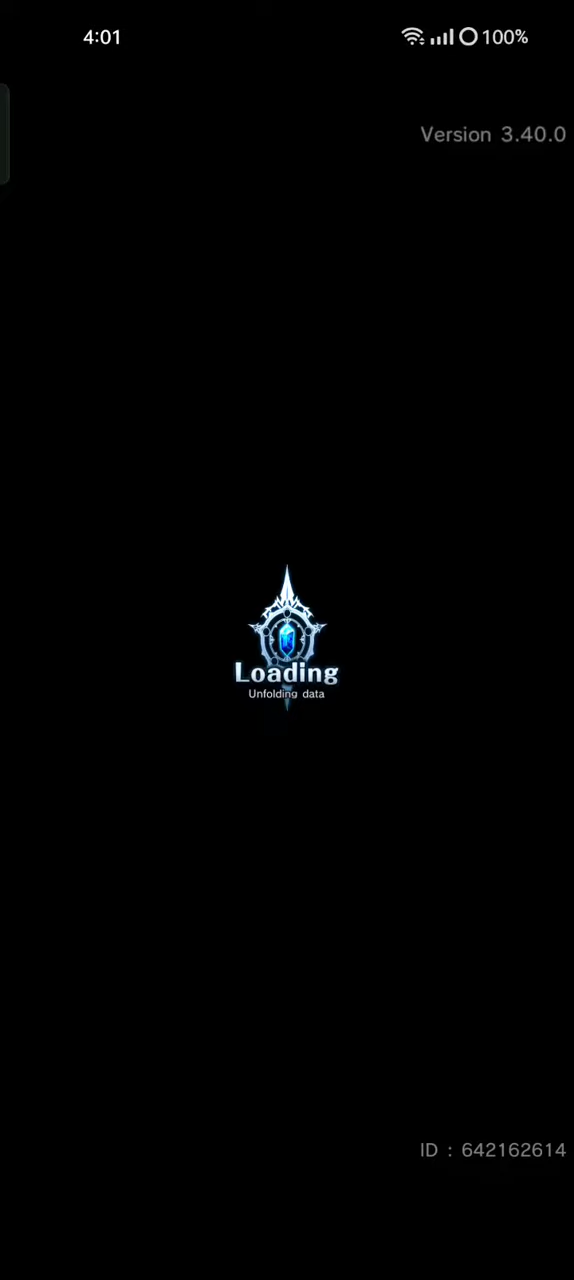 4:01
100%
Version 3.40.0
Loading
Unfolding data
ID : 642162614